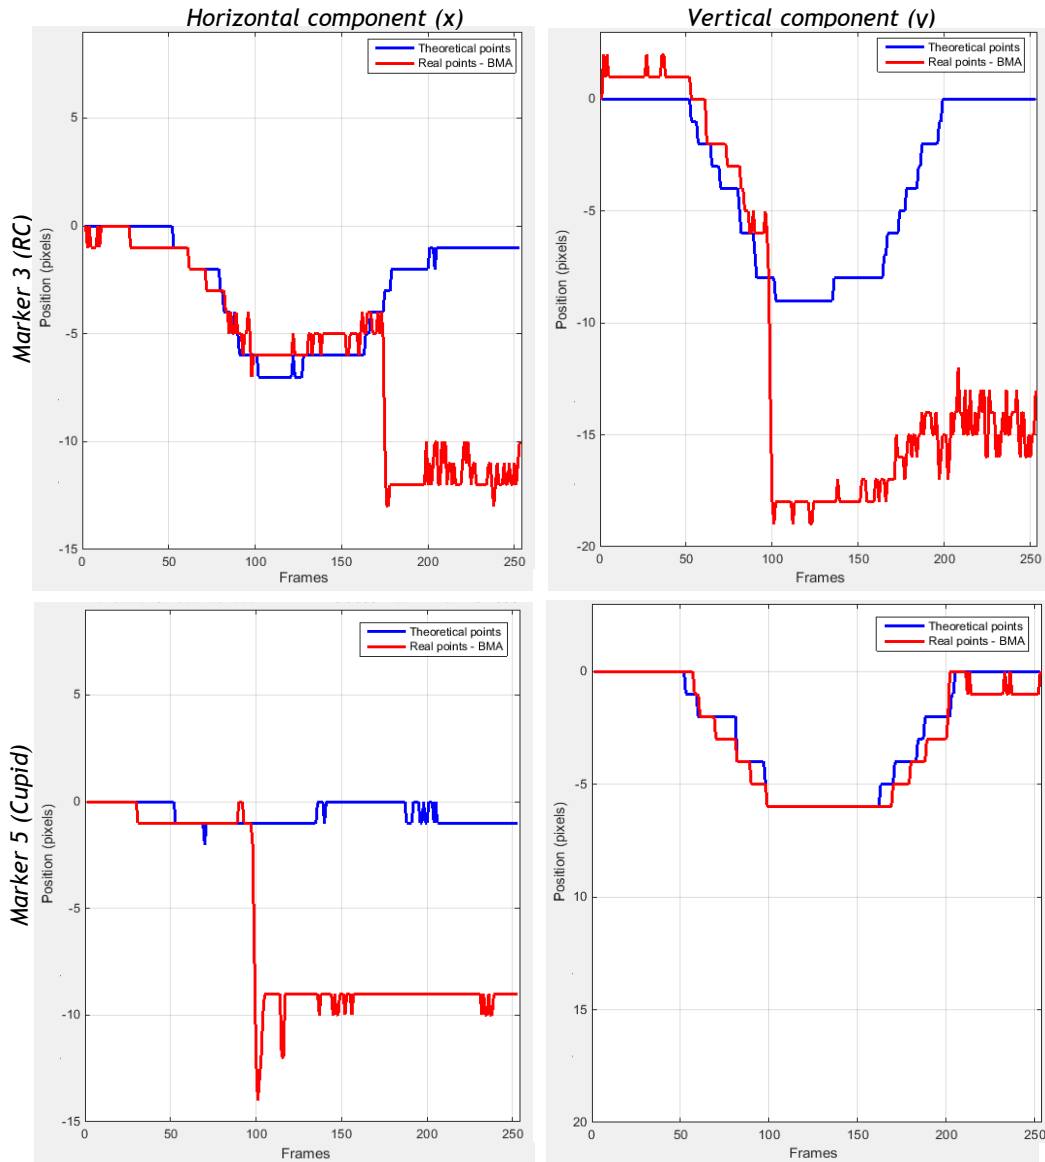 Horizontal component (x)
Vertical component (v)
Marker 3 (RC)
Theoretical points
Real points - BMA
5
0
-5
-10
-15
Position (pixels)
0 50 100 150 200 250
Frames
Theoretical points
Real points - BMA
0
-5
-10
-15
-20
Position (pixels)
0 50 100 150 200 250
Frames
Marker 5 (Cupid)
Theoretical points
Real points - BMA
5
0
-5
-10
-15
Position (pixels)
0 50 100 150 200 250
Frames
Theoretical points
Real points - BMA
0
-5
10
15
20
Position (pixels)
0 50 100 150 200 250
Frames